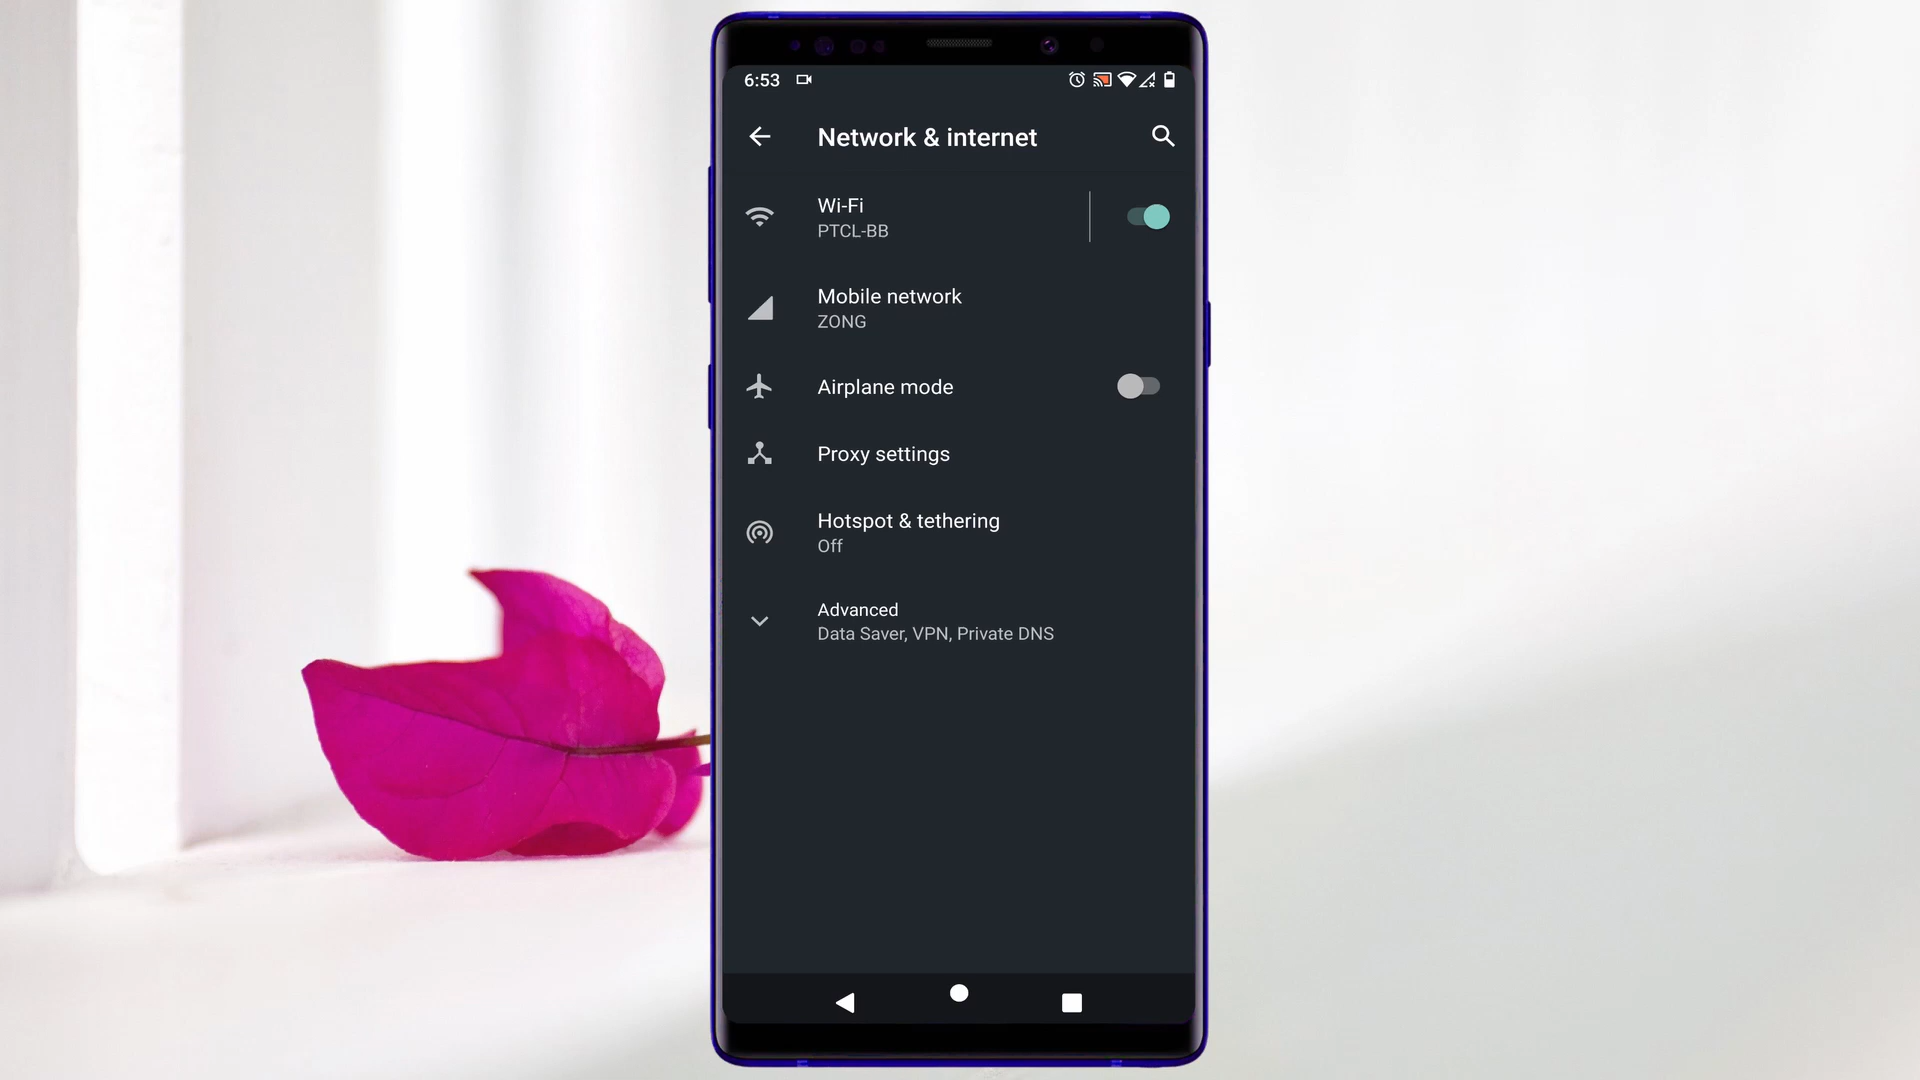 6:53
Network & internet
Wi-Fi
PTCL-BB
Mobile network
ZONG
Airplane mode
Proxy settings
Hotspot & tethering
Off
Advanced
Data Saver, VPN, Private DNS